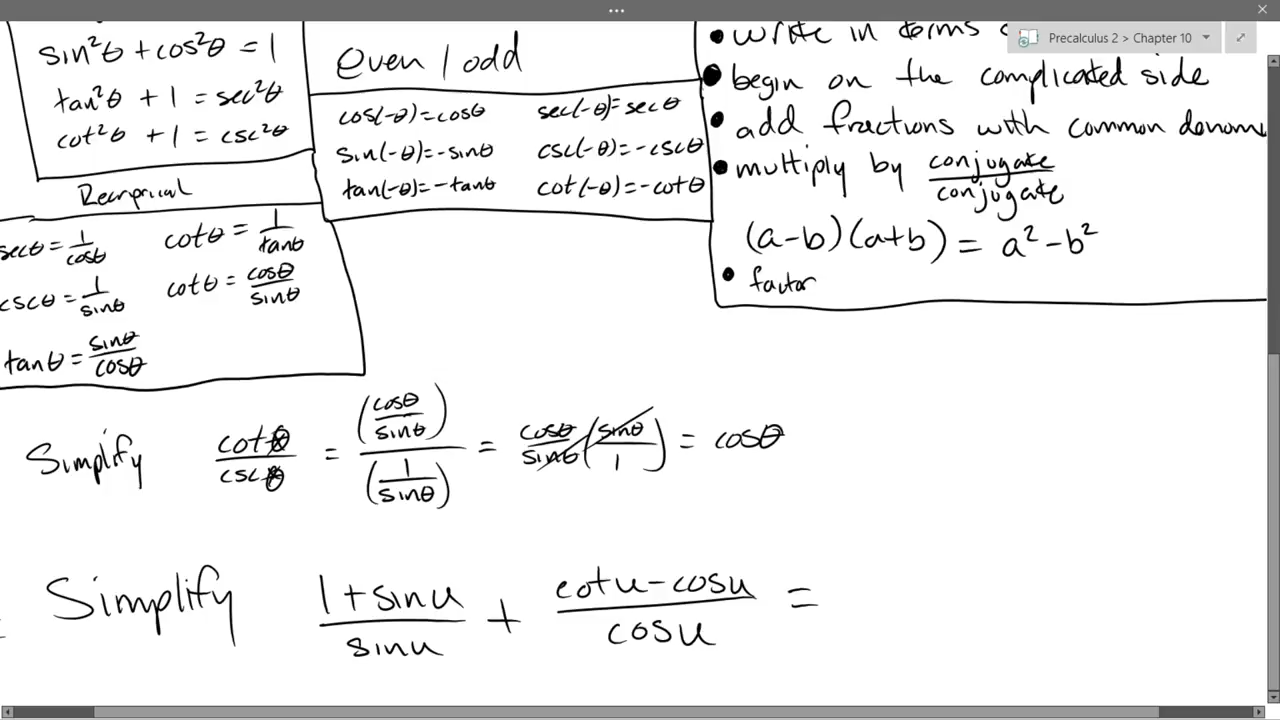 Precalculus 2 > Chapter 10
sin²θ + cos²θ = 1
tan²θ + 1 = sec²θ
cot²θ + 1 = csc²θ
Reciprical
secθ = 1/cosθ cotθ = 1/tanθ
cscθ = 1/sinθ cotθ = cosθ/sinθ
tanθ = sinθ/cosθ
even / odd
cos(-θ)=cosθ sec(-θ)=secθ
sin(-θ)=-sinθ csc(-θ)=-cscθ
tan(-θ)=-tanθ cot(-θ)=-cotθ
• write in terms
• begin on the complicated side
• add fractions with common denom
• multiply by conjugate/conjugate
(a-b)(a+b) = a²-b²
• factor
Simplify cotθ/cscθ = (cosθ/sinθ)/(1/sinθ) = cosθ/sinθ (sinθ/1) = cosθ
Simplify (1+sinu)/sinu + (cotu-cosu)/cosu =